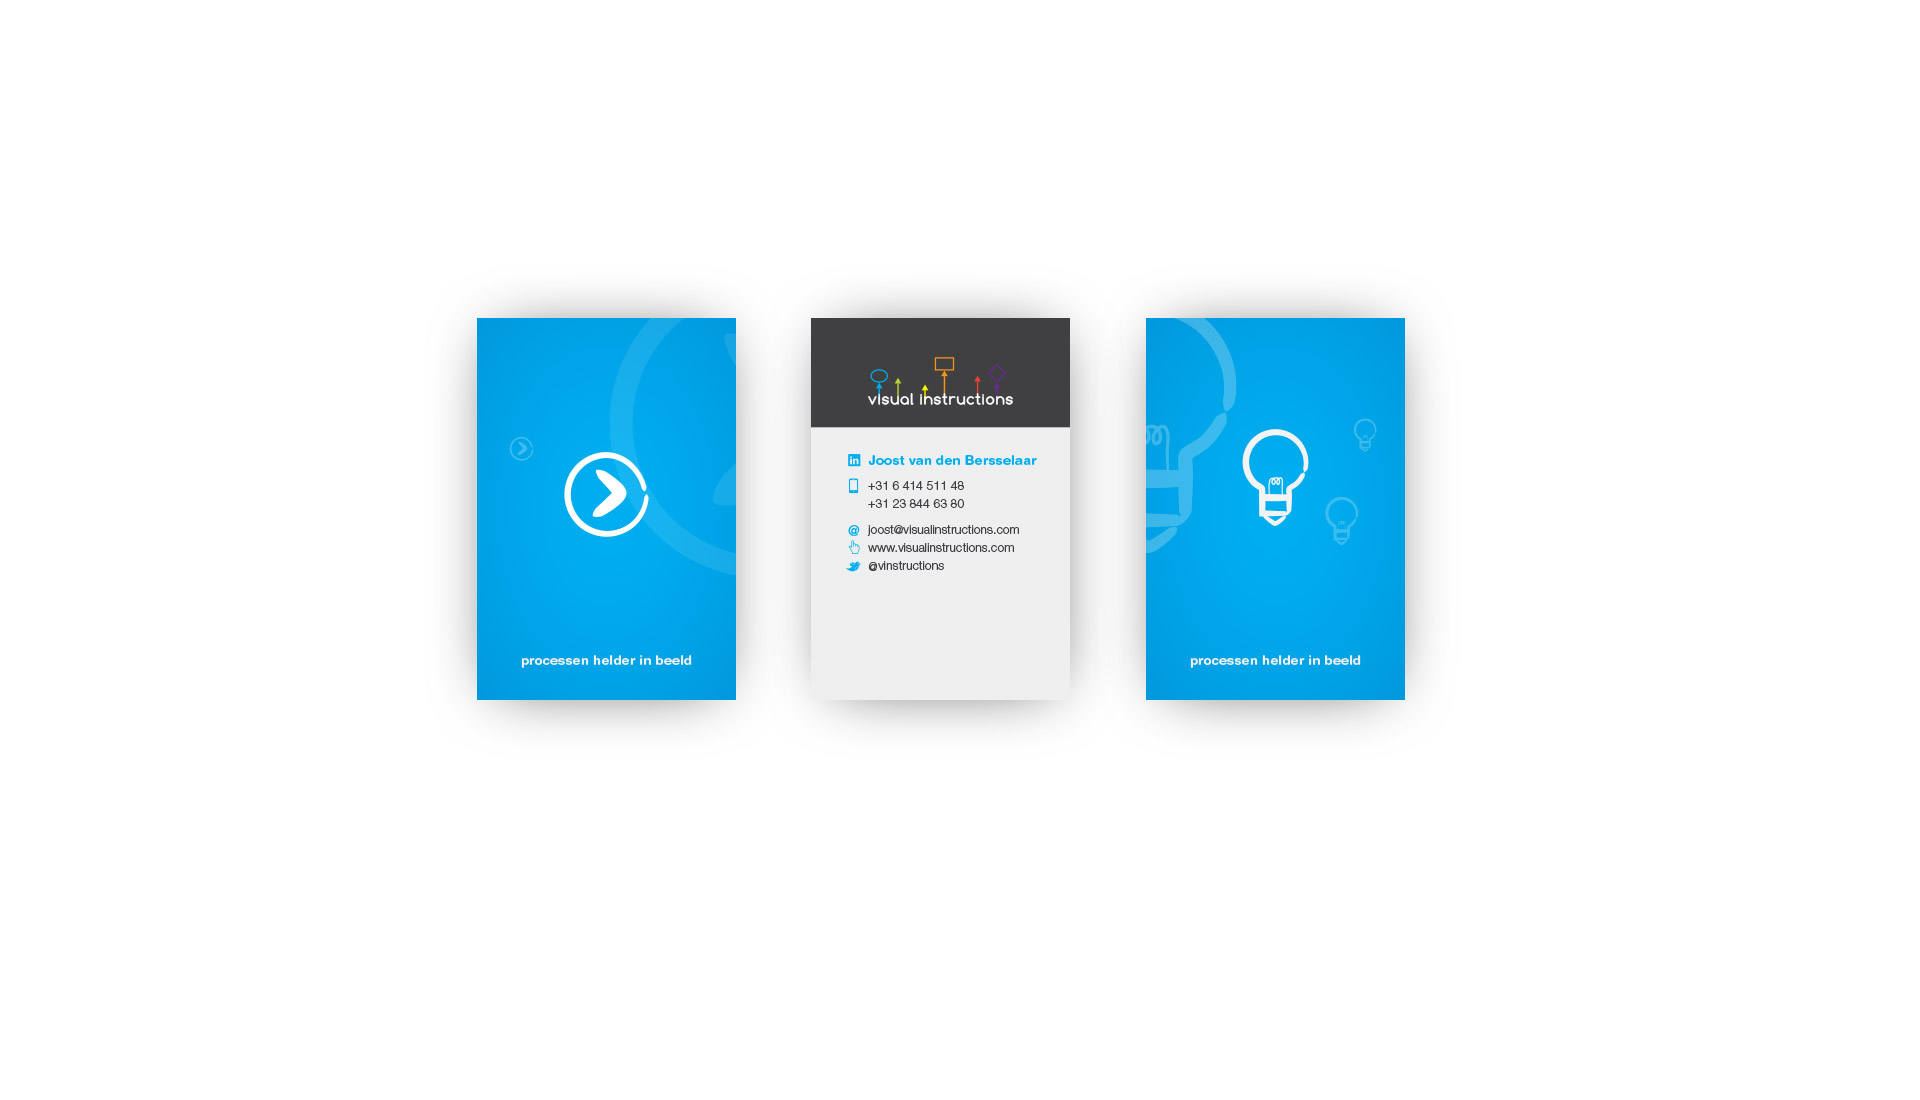 processen helder in beeld
visual instructions
Joost van den Bersselaar
+31 6 414 511 48
+31 23 844 63 80
joost@visualinstructions.com
www.visualinstructions.com
@vinstructions
processen helder in beeld